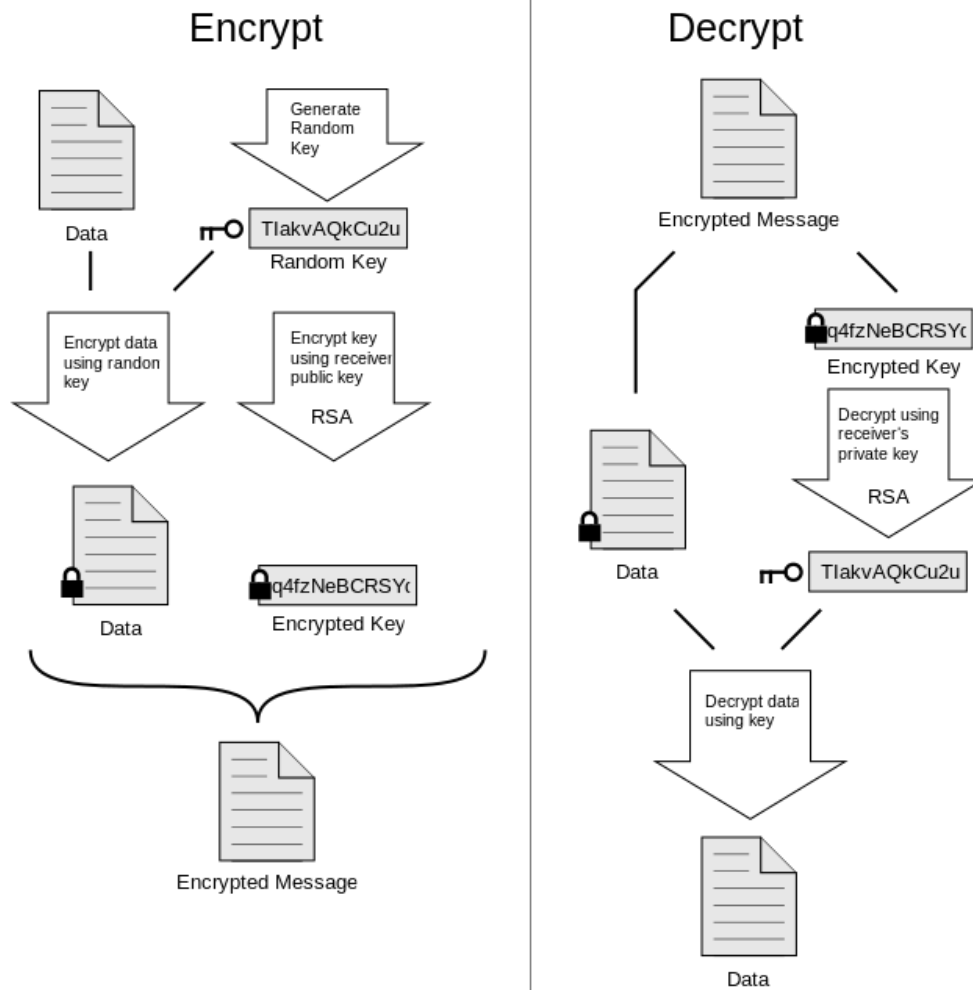 Encrypt
Generate
Random
Key
Data
TIakvAQkCu2u
Random Key
Encrypt data
using randon
key
Encrypt key
using receiver
public key
RSA
q4fzNeBCRSYc
Data
Encrypted Key
Encrypted Message
Decrypt
Encrypted Message
q4fzNeBCRSYc
Encrypted Key
Decrypt using
receiver's
private key
RSA
Data
TIakvAQkCu2u
Decrypt data
using key
Data